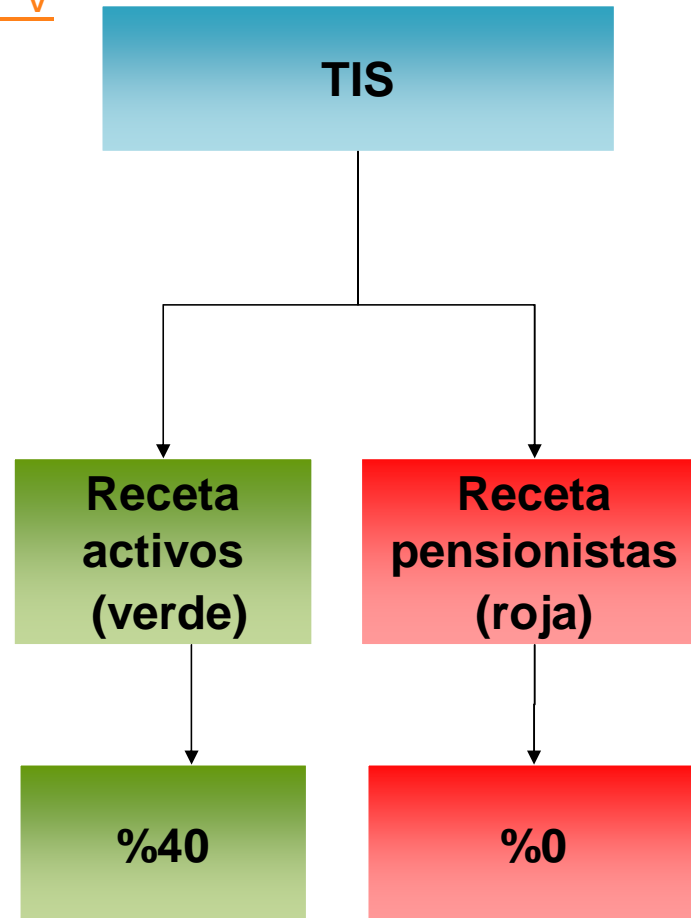 TIS
Receta
activos
(verde)
Receta
pensionistas
(roja)
%40
%0